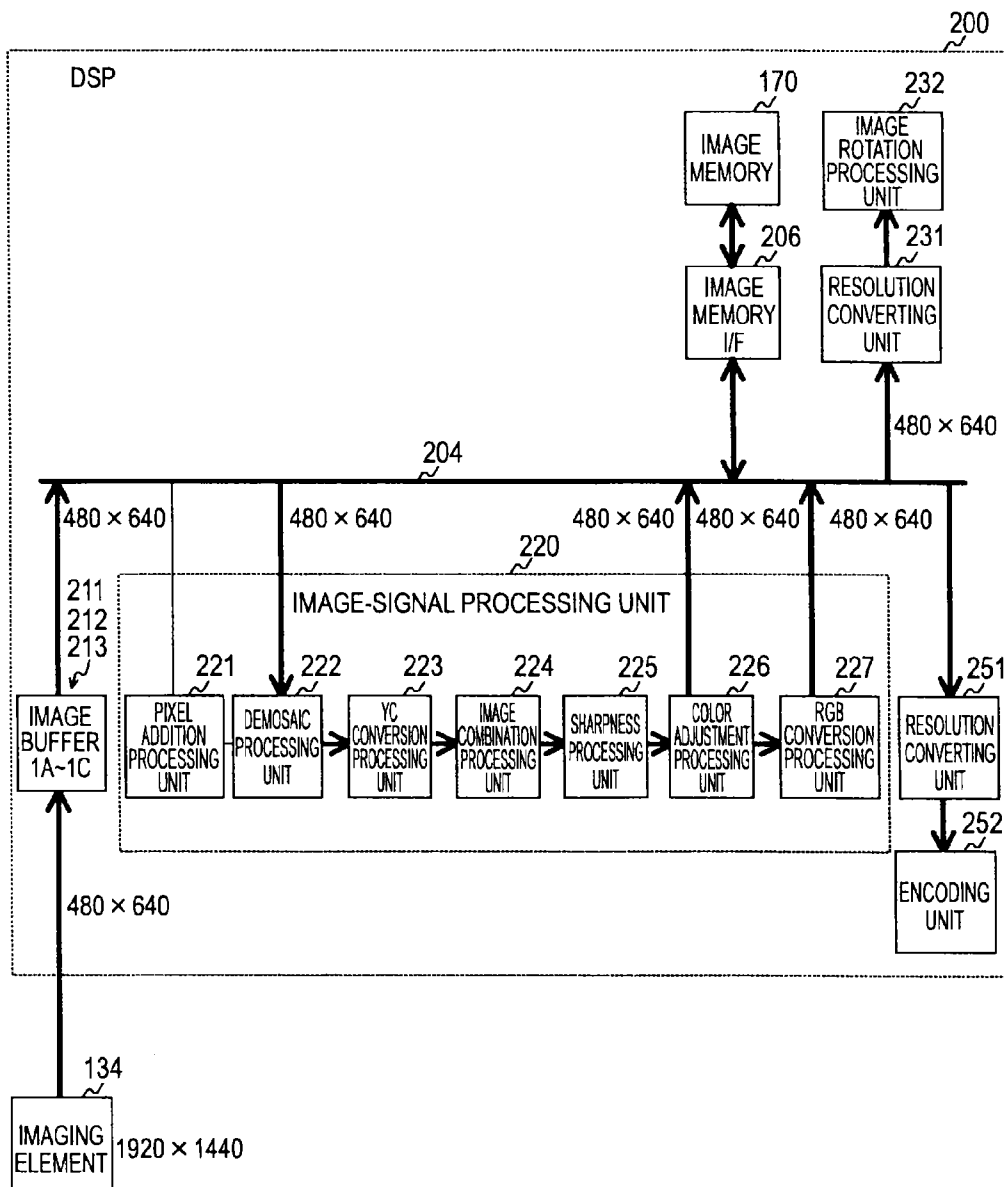 200
DSP
170
232
IMAGE
MEMORY
IMAGE
ROTATION
PROCESSING
UNIT
206
231
IMAGE
MEMORY
I/F
RESOLUTION
CONVERTING
UNIT
480 × 640
204
480 × 640
480 × 640
480 × 640
480 × 640
480 × 640
220
211
212
213
IMAGE-SIGNAL PROCESSING UNIT
221
222
223
224
225
226
227
251
IMAGE
BUFFER
1A~1C
PIXEL
ADDITION
PROCESSING
UNIT
DEMOSAIC
PROCESSING
UNIT
YC
CONVERSION
PROCESSING
UNIT
IMAGE
COMBINATION
PROCESSING
UNIT
SHARPNESS
PROCESSING
UNIT
COLOR
ADJUSTMENT
PROCESSING
UNIT
RGB
CONVERSION
PROCESSING
UNIT
RESOLUTION
CONVERTING
UNIT
252
480 × 640
ENCODING
UNIT
134
IMAGING
ELEMENT
1920 × 1440